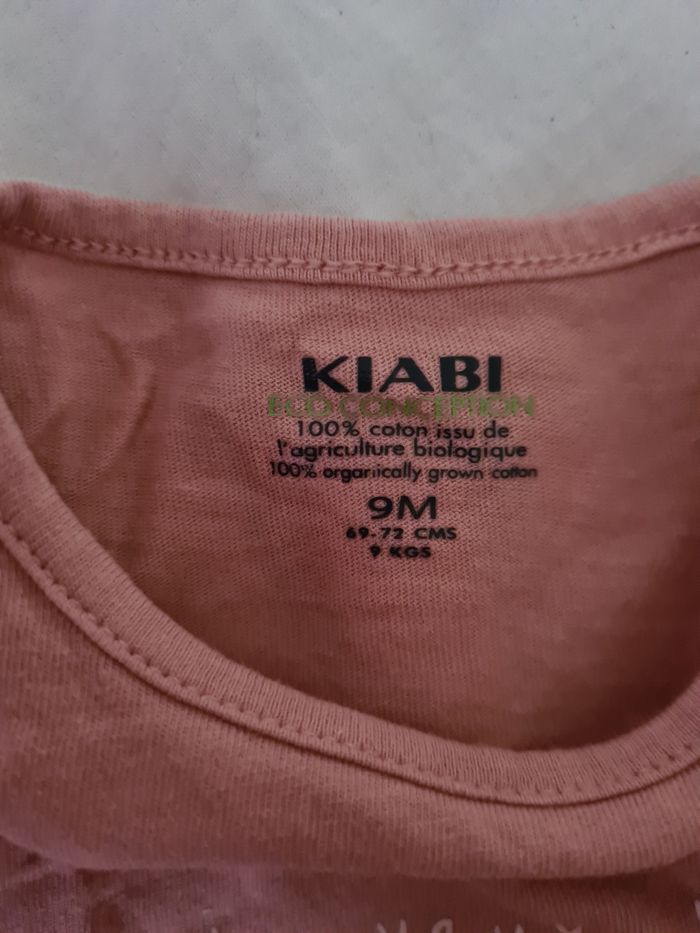 KIABI
ECO CONCEPTION
100% coton issu de
l'agriculture biologique
100% organically grown cotton
9M
69-72 CMS
9 KGS